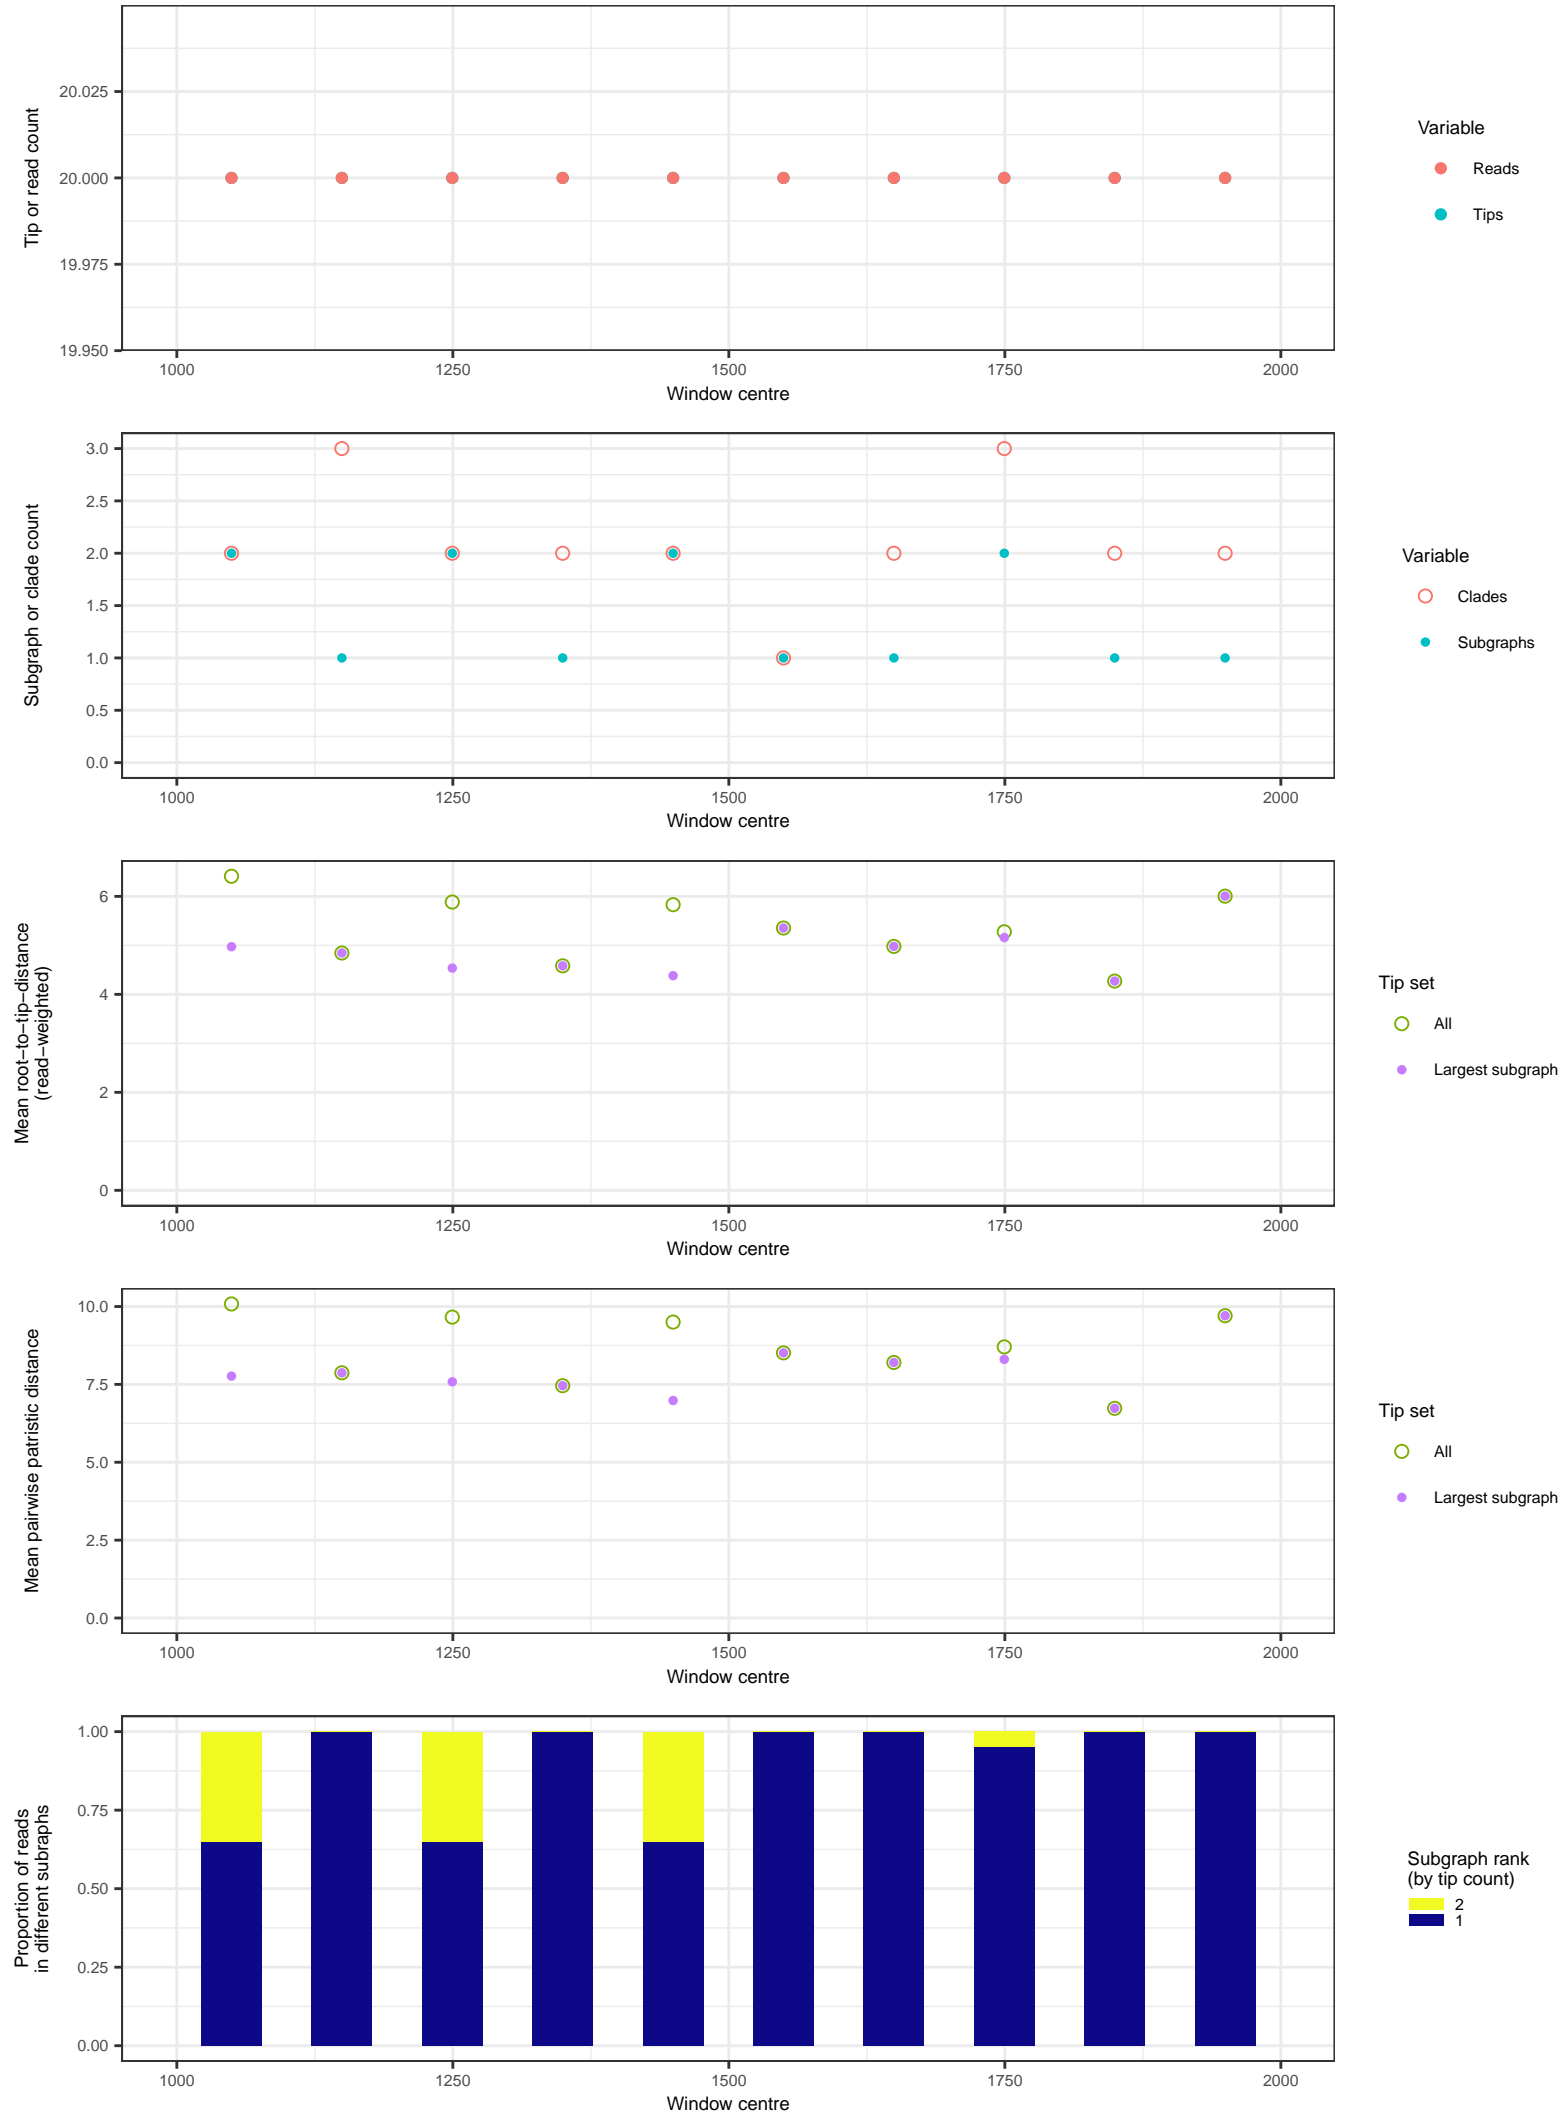 Tip or read count
20.025
20.000
19.975
19.950
1000 1250 1500 1750 2000
Window centre
Variable
Reads
Tips
Subgraph or clade count
3.0
2.5
2.0
1.5
1.0
0.5
0.0
1000 1250 1500 1750 2000
Window centre
Variable
Clades
Subgraphs
Mean root−to−tip−distance
(read−weighted)
6
4
2
0
1000 1250 1500 1750 2000
Window centre
Tip set
All
Largest subgraph
Mean pairwise patristic distance
10.0
7.5
5.0
2.5
0.0
1000 1250 1500 1750 2000
Window centre
Tip set
All
Largest subgraph
Proportion of reads
in different subraphs
1.00
0.75
0.50
0.25
0.00
1000 1250 1500 1750 2000
Window centre
Subgraph rank
(by tip count)
2
1